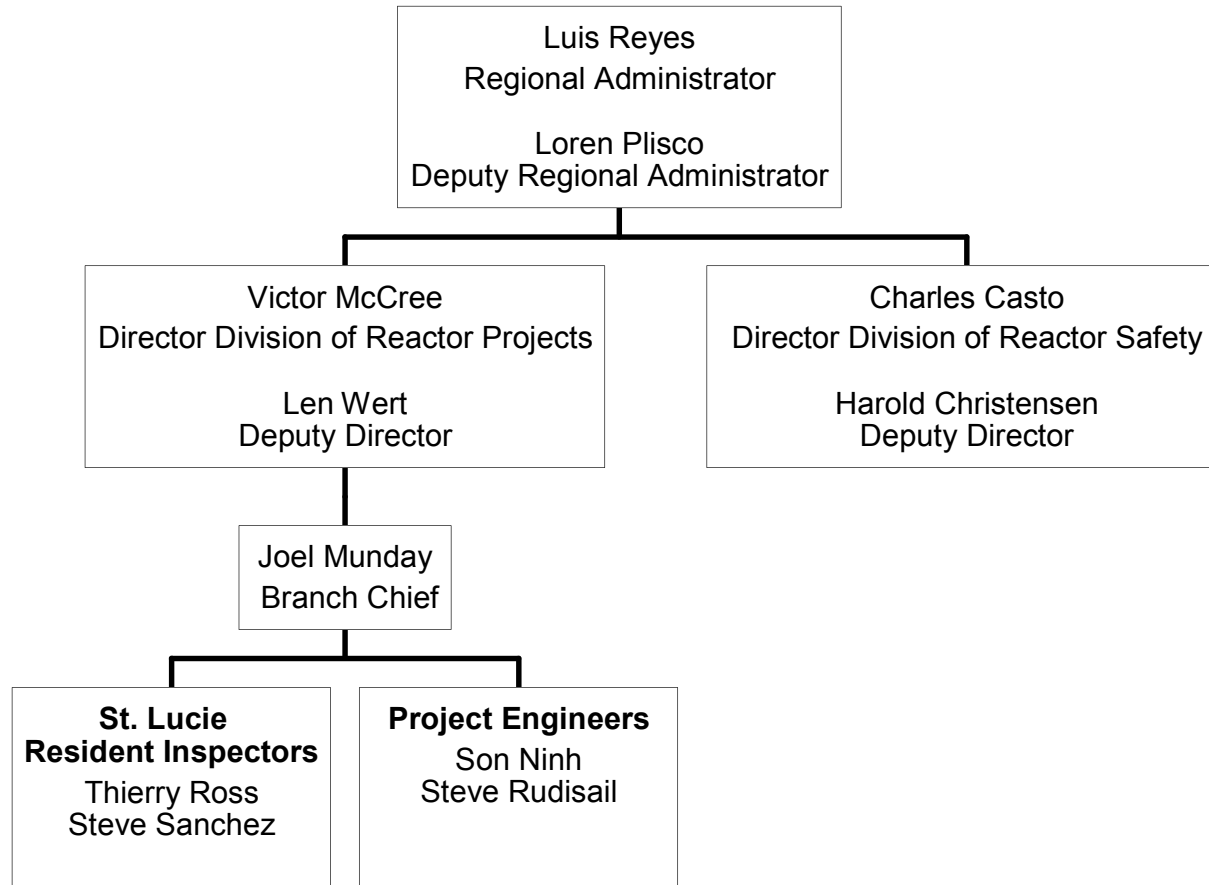 Luis Reyes
Regional Administrator
Loren Plisco
Deputy Regional Administrator
Victor McCree
Director Division of Reactor Projects
Len Wert
Deputy Director
Charles Casto
Director Division of Reactor Safety
Harold Christensen
Deputy Director
Joel Munday
Branch Chief
St. Lucie
Resident Inspectors
Thierry Ross
Steve Sanchez
Project Engineers
Son Ninh
Steve Rudisail